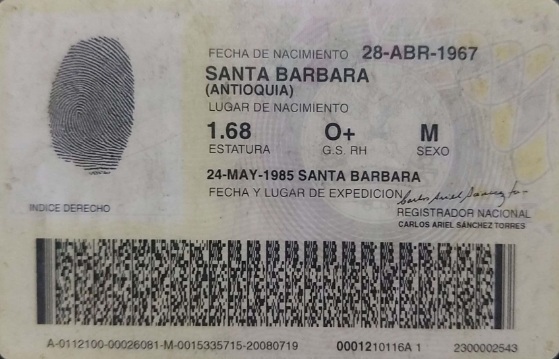 FECHA DE NACIMIENTO 28-ABR-1967
SANTA BARBARA
(ANTIOQUIA)
LUGAR DE NACIMIENTO
1.68 O+ M
ESTATURA G.S. RH SEXO
24-MAY-1985 SANTA BARBARA
FECHA Y LUGAR DE EXPEDICION
INDICE DERECHO
REGISTRADOR NACIONAL
CARLOS ARIEL SÁNCHEZ TORRES
A-0112100-00026081-M-0015335715-20080719 0001210116A 1 2300002543